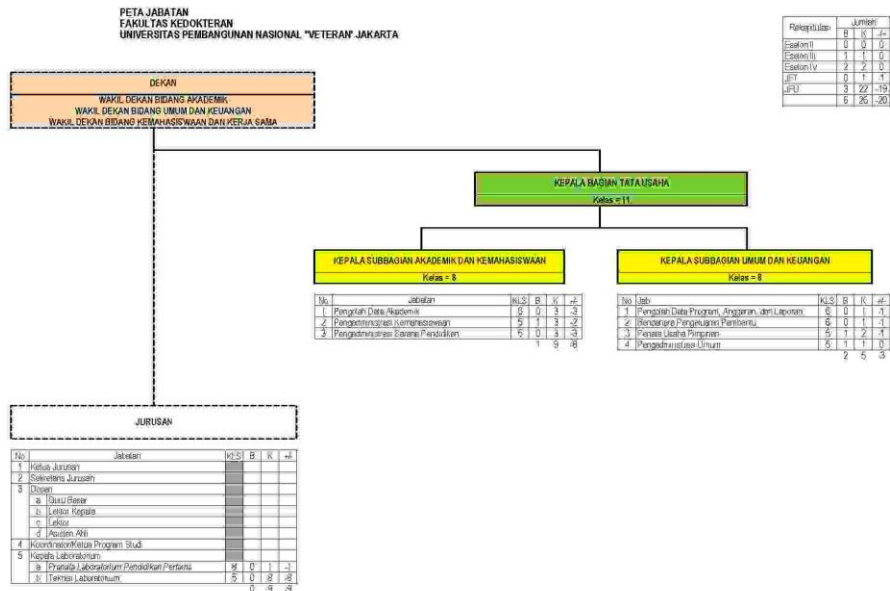 PETA JABATAN
FAKULTAS KEDOKTERAN
UNIVERSITAS PEMBANGUNAN NASIONAL "VETERAN" JAKARTA
Rekapitulasi Jumlah
B K -/+
Eselon II 0 0 0
Eselon III 1 1 0
Eselon IV 2 2 0
JFT 0 1 -1
JFU 3 22 -19
6 26 -20
DEKAN
WAKIL DEKAN BIDANG AKADEMIK
WAKIL DEKAN BIDANG UMUM DAN KEUANGAN
WAKIL DEKAN BIDANG KEMAHASISWAAN DAN KERJA SAMA
KEPALA BAGIAN TATA USAHA
Kelas = 11
KEPALA SUBBAGIAN AKADEMIK DAN KEMAHASISWAAN
Kelas = 8
No Jabatan KLS B K -/+
1 Pengolah Data Akademik 6 0 3 -3
2 Pengadministrasi Kemahasiswaan 5 1 3 -2
3 Pengadministrasi Sarana Pendidikan 5 0 3 -3
1 9 -8
KEPALA SUBBAGIAN UMUM DAN KEUANGAN
Kelas = 8
No Jab KLS B K -/+
1 Pengolah Data Program, Anggaran, dan Laporan 6 0 1 -1
2 Bendahara Pengeluaran Pembantu 6 0 1 -1
3 Penata Usaha Pimpinan 5 1 2 -1
4 Pengadministrasi Umum 5 1 1 0
2 5 -3
JURUSAN
No Jabatan KLS B K -/+
1 Ketua Jurusan
2 Sekretaris Jurusan
3 Dosen
a Guru Besar
b Lektor Kepala
c Lektor
d Asisten Ahli
4 Koordinator/Ketua Program Studi
5 Kepala Laboratorium
a Pranata Laboratorium Pendidikan Pertama 8 0 1 -1
b Teknisi Laboratorium 5 0 8 -8
0 9 -9